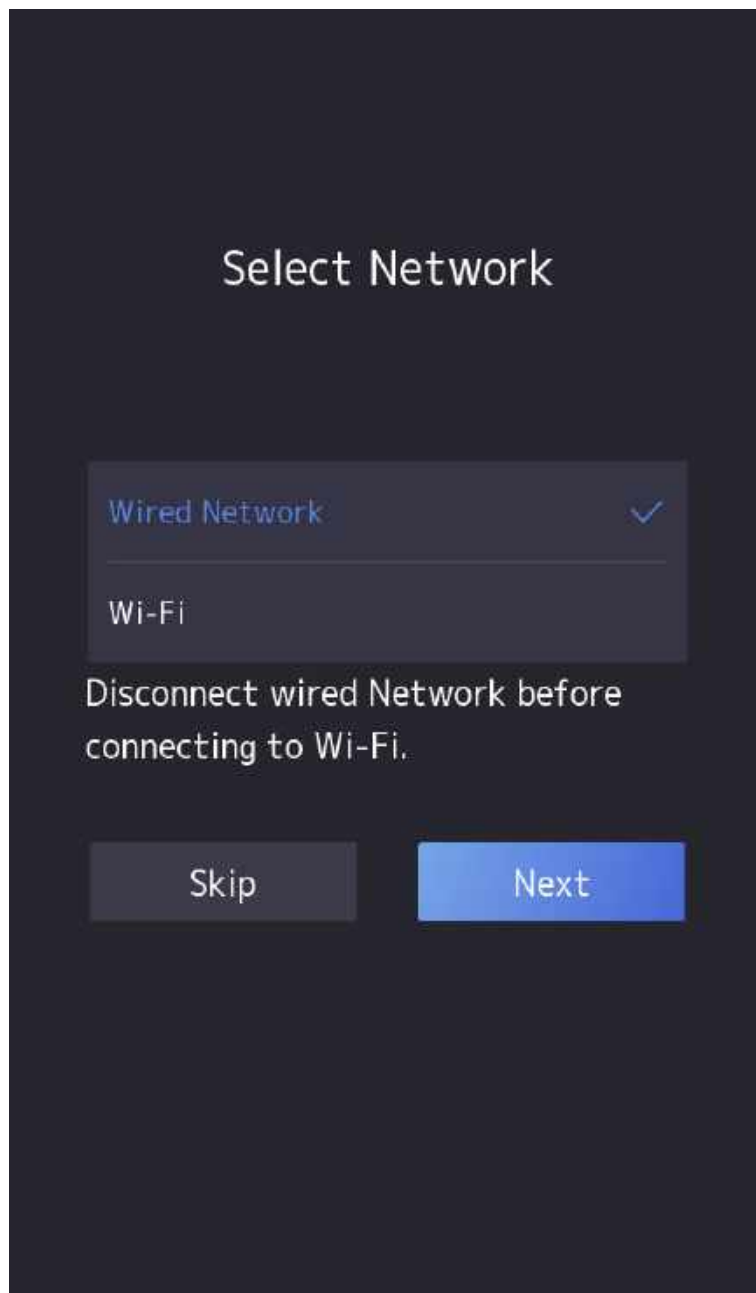 Select Network
Wired Network
Wi-Fi
Disconnect wired Network before
connecting to Wi-Fi.
Skip
Next